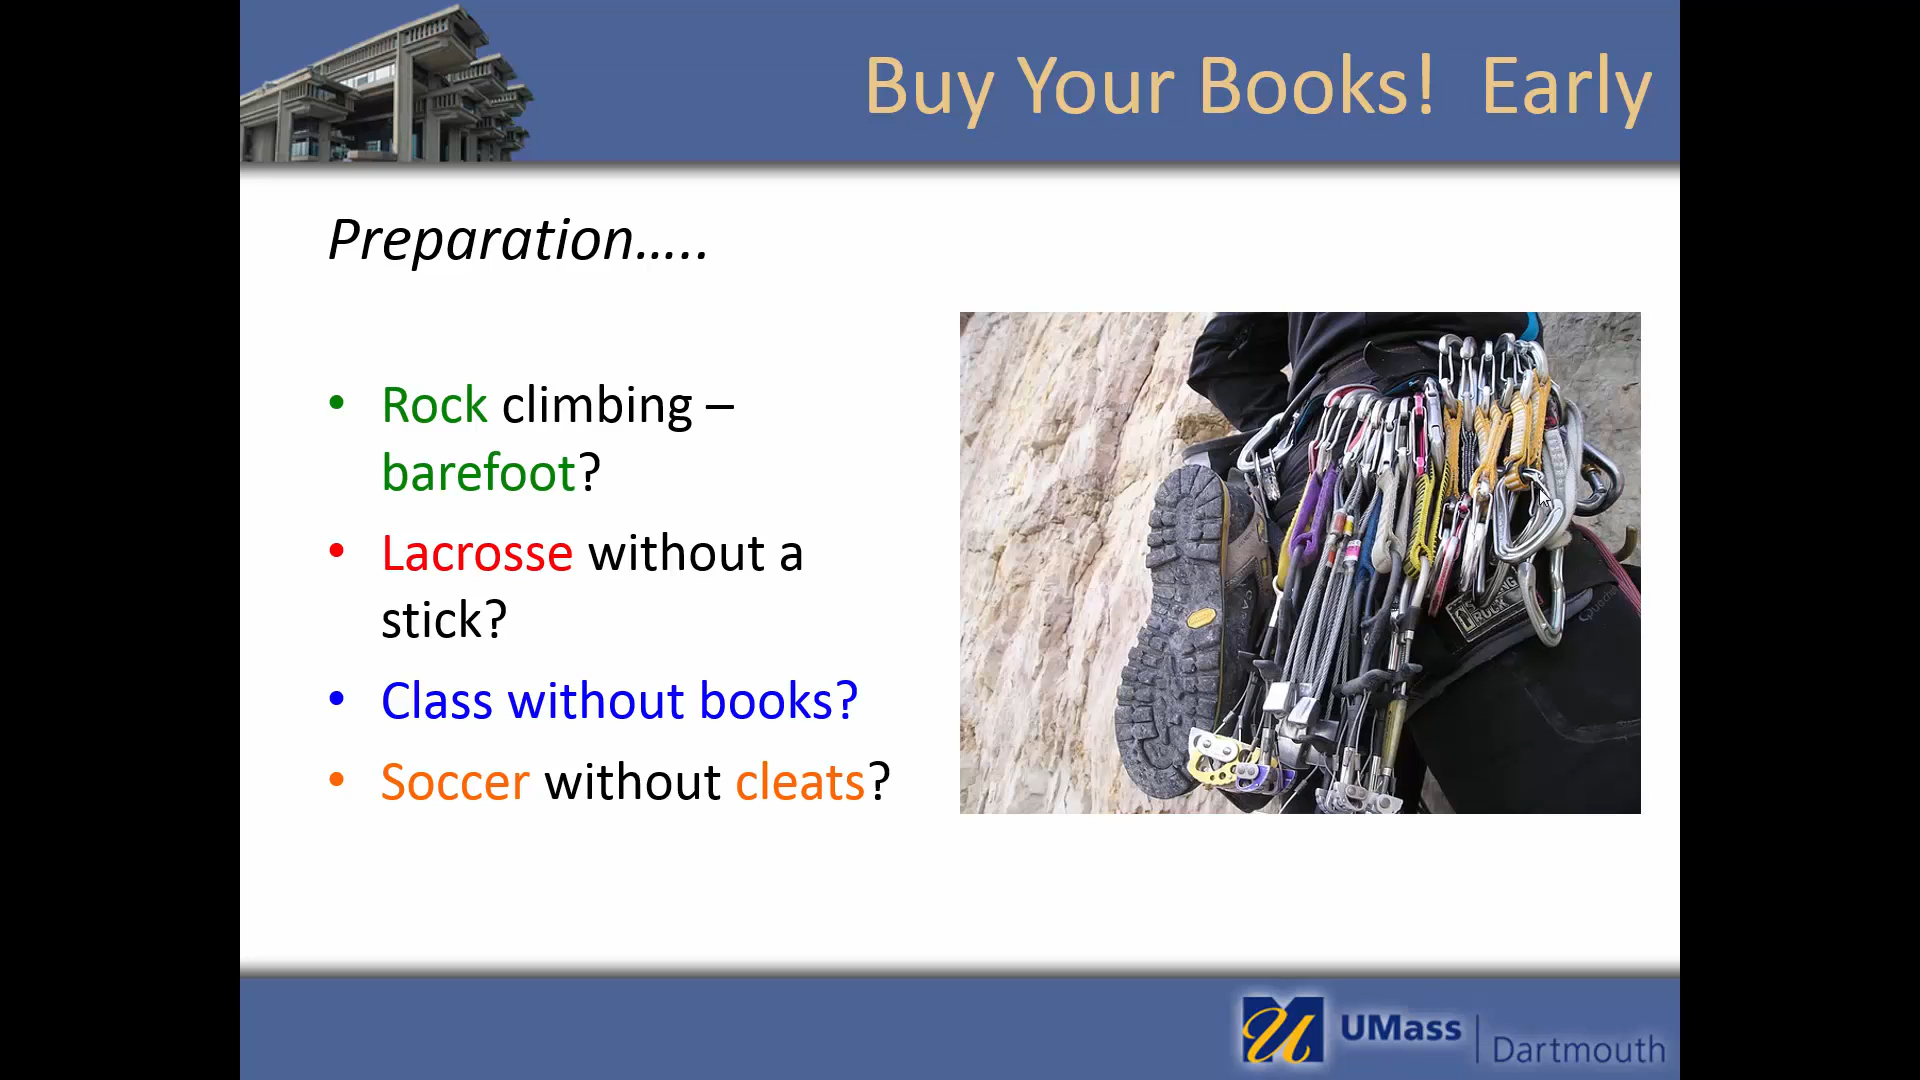 Buy Your Books!  Early
Preparation…..
• Rock climbing –
barefoot?
• Lacrosse without a
stick?
• Class without books?
• Soccer without cleats?
UMass | Dartmouth